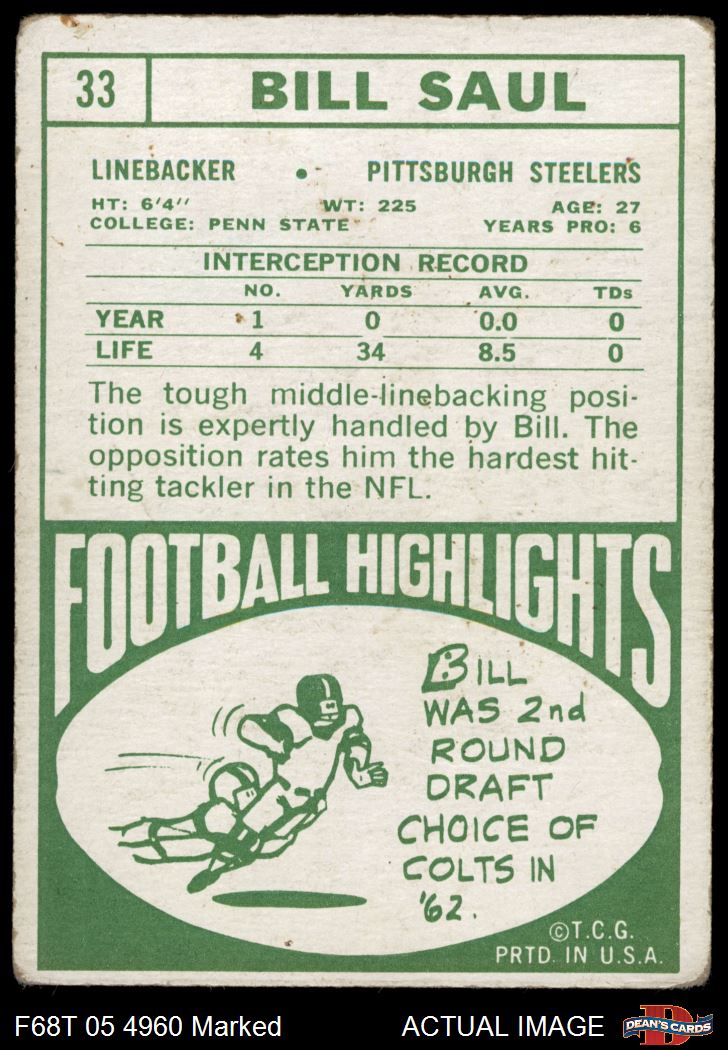 33 BILL SAUL
LINEBACKER • PITTSBURGH STEELERS
HT: 6'4'' WT: 225 AGE: 27
COLLEGE: PENN STATE YEARS PRO: 6
INTERCEPTION RECORD
NO. YARDS AVG. TDs
YEAR 1 0 0.0 0
LIFE 4 34 8.5 0
The tough middle-linebacking posi-
tion is expertly handled by Bill. The
opposition rates him the hardest hit-
ting tackler in the NFL.
FOOTBALL HIGHLIGHTS
BILL
WAS 2nd
ROUND
DRAFT
CHOICE OF
COLTS IN
'62.
©T.C.G.
PRTD. IN U.S.A.
F68T 05 4960 Marked ACTUAL IMAGE
D
DEAN'S CARDS